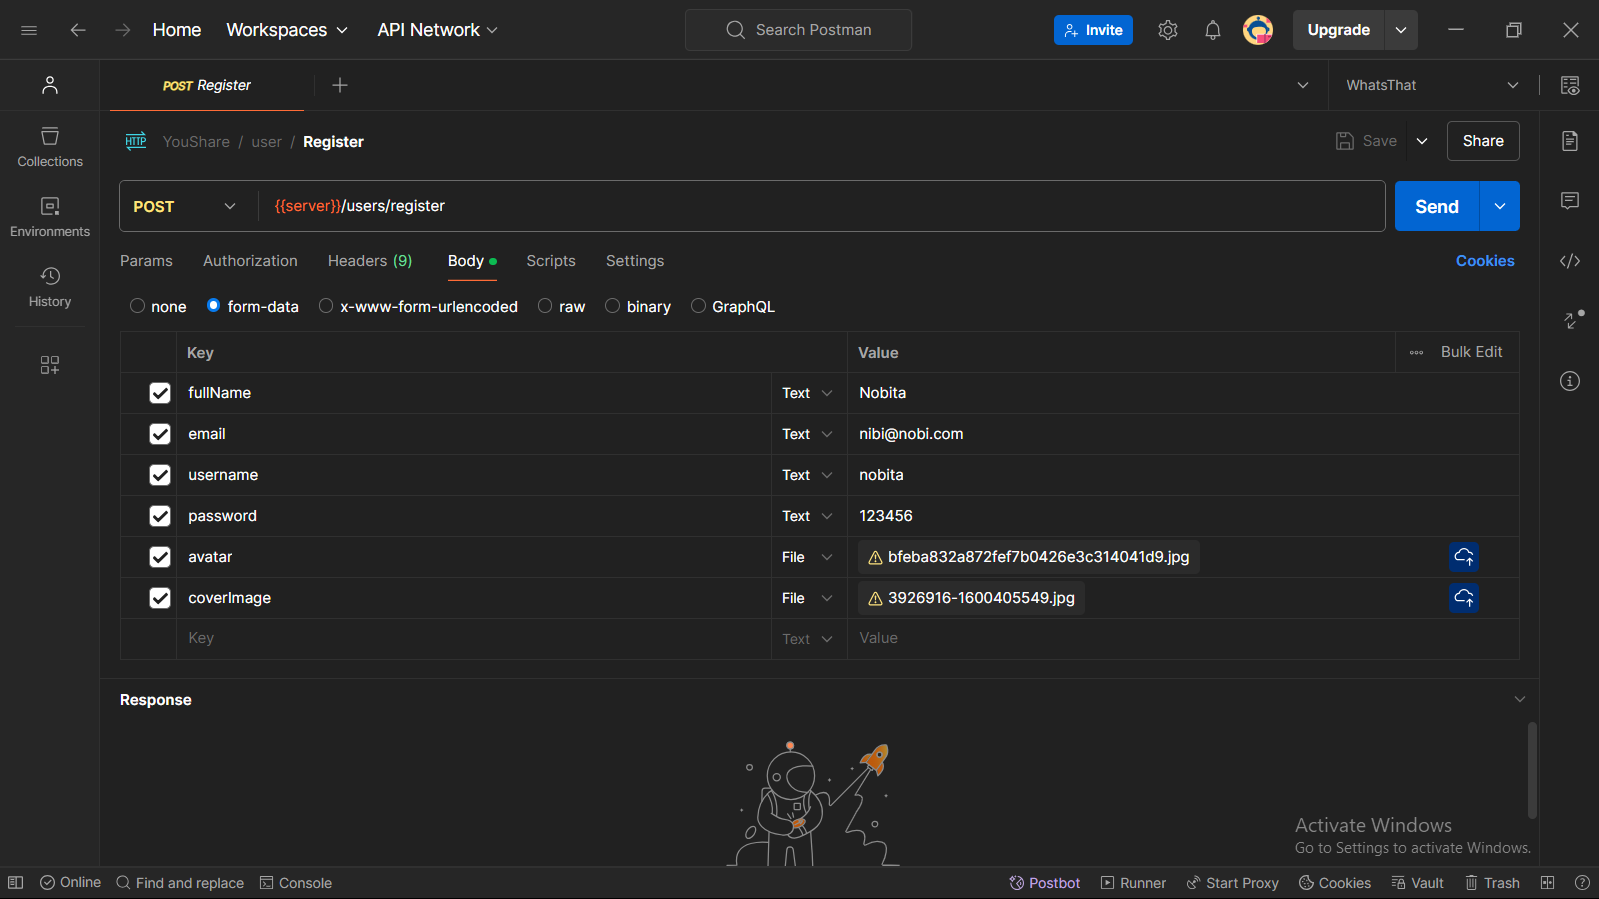 Home Workspaces API Network Search Postman Invite Upgrade
POST Register WhatsThat
HTTP YouShare / user / Register Save Share
Collections
POST {{server}}/users/register Send
Environments
Params Authorization Headers (9) Body Scripts Settings Cookies
History
none form-data x-www-form-urlencoded raw binary GraphQL
Key Value Bulk Edit
fullName Text Nobita
email Text nibi@nobi.com
username Text nobita
password Text 123456
avatar File bfeba832a872fef7b0426e3c314041d9.jpg
coverImage File 3926916-1600405549.jpg
Key Text Value
Response
Activate Windows
Go to Settings to activate Windows.
Online Find and replace Console Postbot Runner Start Proxy Cookies Vault Trash